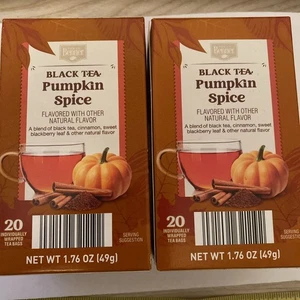 Benner
BLACK TEA
Pumpkin
Spice
FLAVORED WITH OTHER
NATURAL FLAVOR
A blend of black tea, cinnamon, sweet
blackberry leaf & other natural flavor
20
INDIVIDUALLY
WRAPPED
TEA BAGS
SERVING
SUGGESTION
NET WT 1.76 OZ (49g)
Benner
BLACK TEA
Pumpkin
Spice
FLAVORED WITH OTHER
NATURAL FLAVOR
A blend of black tea, cinnamon, sweet
blackberry leaf & other natural flavor
20
INDIVIDUALLY
WRAPPED
TEA BAGS
SERVING
SUGGESTION
NET WT 1.76 OZ (49g)